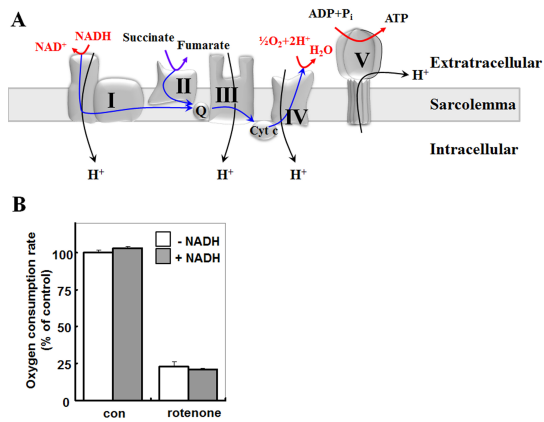 A
ADP+Pi
ATP
NAD+
NADH
Succinate
Fumarate
½O2+2H+
H2O
V
Extratracellular
H+
I
II
III
IV
Q
Cyt c
Sarcolemma
Intracellular
H+
H+
H+
B
Oxygen consumption rate
(% of control)
100
75
50
25
0
- NADH
+ NADH
con
rotenone